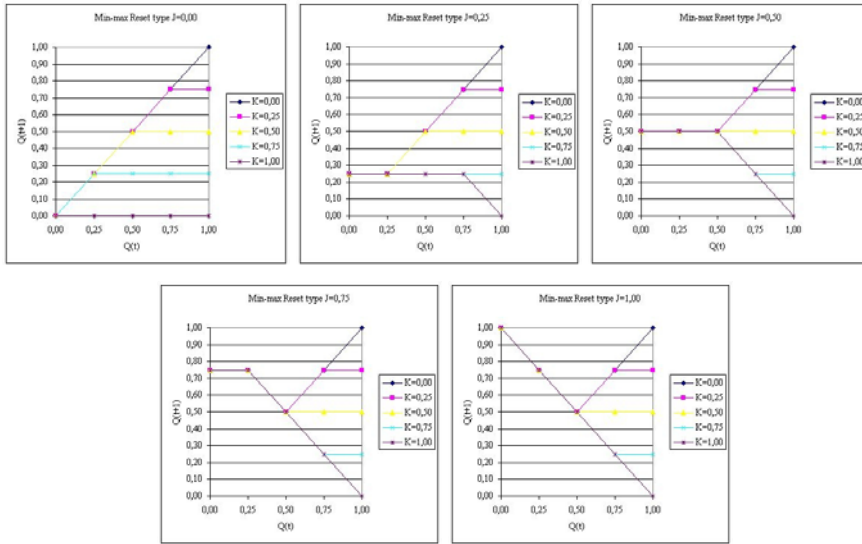 Min-max Reset type J=0,00
Q(t+1)
1,00
0,90
0,80
0,70
0,60
0,50
0,40
0,30
0,20
0,10
0,00
0,00 0,25 0,50 0,75 1,00
Q(t)
K=0,00
K=0,25
K=0,50
K=0,75
K=1,00
Min-max Reset type J=0,25
Q(t+1)
1,00
0,90
0,80
0,70
0,60
0,50
0,40
0,30
0,20
0,10
0,00
0,00 0,25 0,50 0,75 1,00
Q(t)
K=0,00
K=0,25
K=0,50
K=0,75
K=1,00
Min-max Reset type J=0,50
Q(t+1)
1,00
0,90
0,80
0,70
0,60
0,50
0,40
0,30
0,20
0,10
0,00
0,00 0,25 0,50 0,75 1,00
Q(t)
K=0,00
K=0,25
K=0,50
K=0,75
K=1,00
Min-max Reset type J=0,75
Q(t+1)
1,00
0,90
0,80
0,70
0,60
0,50
0,40
0,30
0,20
0,10
0,00
0,00 0,25 0,50 0,75 1,00
Q(t)
K=0,00
K=0,25
K=0,50
K=0,75
K=1,00
Min-max Reset type J=1,00
Q(t+1)
1,00
0,90
0,80
0,70
0,60
0,50
0,40
0,30
0,20
0,10
0,00
0,00 0,25 0,50 0,75 1,00
Q(t)
K=0,00
K=0,25
K=0,50
K=0,75
K=1,00